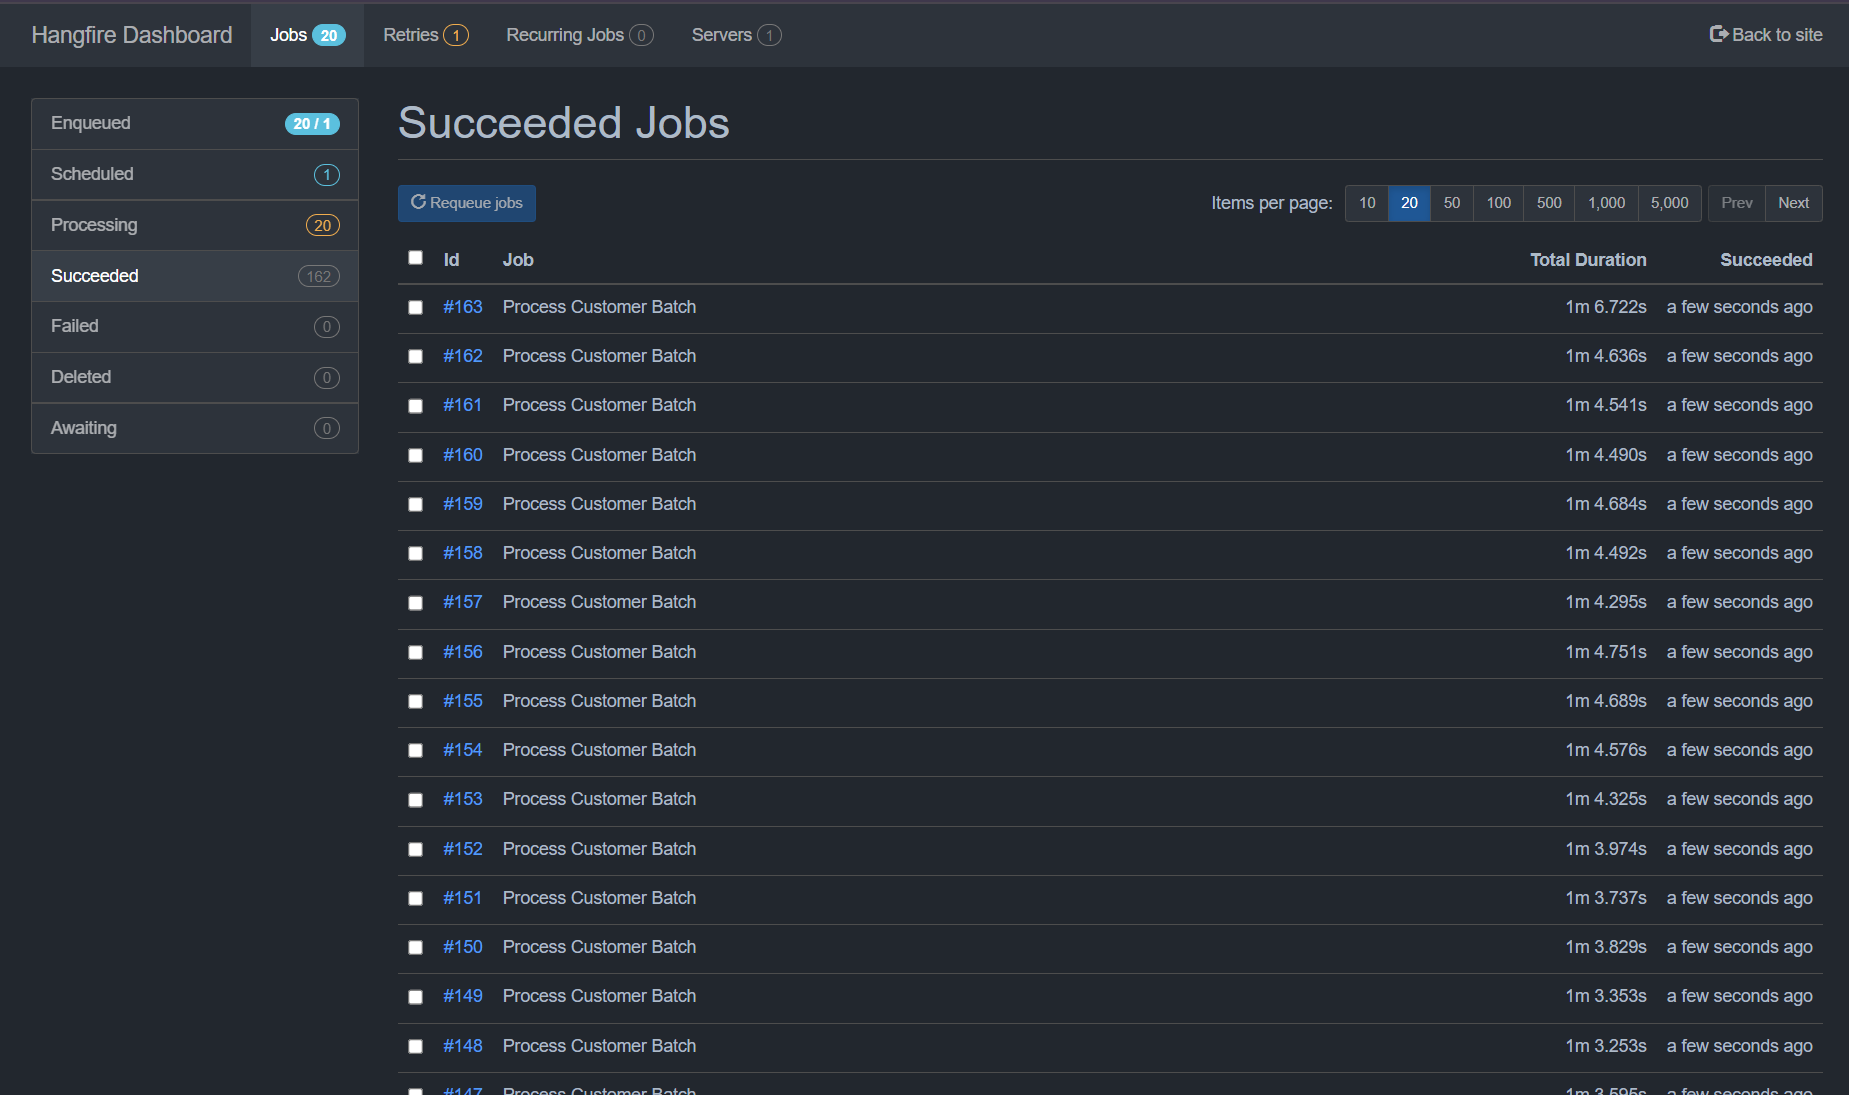 Hangfire Dashboard Jobs 20 Retries 1 Recurring Jobs 0 Servers 1 Back to site
Enqueued 20 / 1
Scheduled 1
Processing 20
Succeeded 162
Failed 0
Deleted 0
Awaiting 0
Succeeded Jobs
Requeue jobs Items per page: 10 20 50 100 500 1,000 5,000 Prev Next
Id Job Total Duration Succeeded
#163 Process Customer Batch 1m 6.722s a few seconds ago
#162 Process Customer Batch 1m 4.636s a few seconds ago
#161 Process Customer Batch 1m 4.541s a few seconds ago
#160 Process Customer Batch 1m 4.490s a few seconds ago
#159 Process Customer Batch 1m 4.684s a few seconds ago
#158 Process Customer Batch 1m 4.492s a few seconds ago
#157 Process Customer Batch 1m 4.295s a few seconds ago
#156 Process Customer Batch 1m 4.751s a few seconds ago
#155 Process Customer Batch 1m 4.689s a few seconds ago
#154 Process Customer Batch 1m 4.576s a few seconds ago
#153 Process Customer Batch 1m 4.325s a few seconds ago
#152 Process Customer Batch 1m 3.974s a few seconds ago
#151 Process Customer Batch 1m 3.737s a few seconds ago
#150 Process Customer Batch 1m 3.829s a few seconds ago
#149 Process Customer Batch 1m 3.353s a few seconds ago
#148 Process Customer Batch 1m 3.253s a few seconds ago
#147 Process Customer Batch 1m 3.595s a few seconds ago